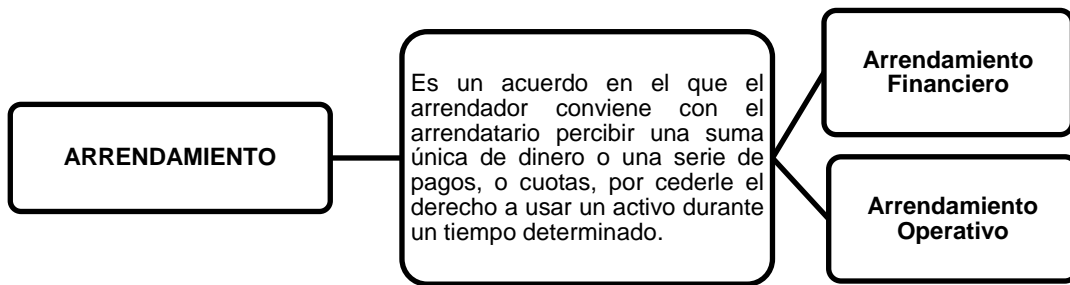 ARRENDAMIENTO
Es un acuerdo en el que el
arrendador conviene con el
arrendatario percibir una suma
única de dinero o una serie de
pagos, o cuotas, por cederle el
derecho a usar un activo durante
un tiempo determinado.
Arrendamiento
Financiero
Arrendamiento
Operativo